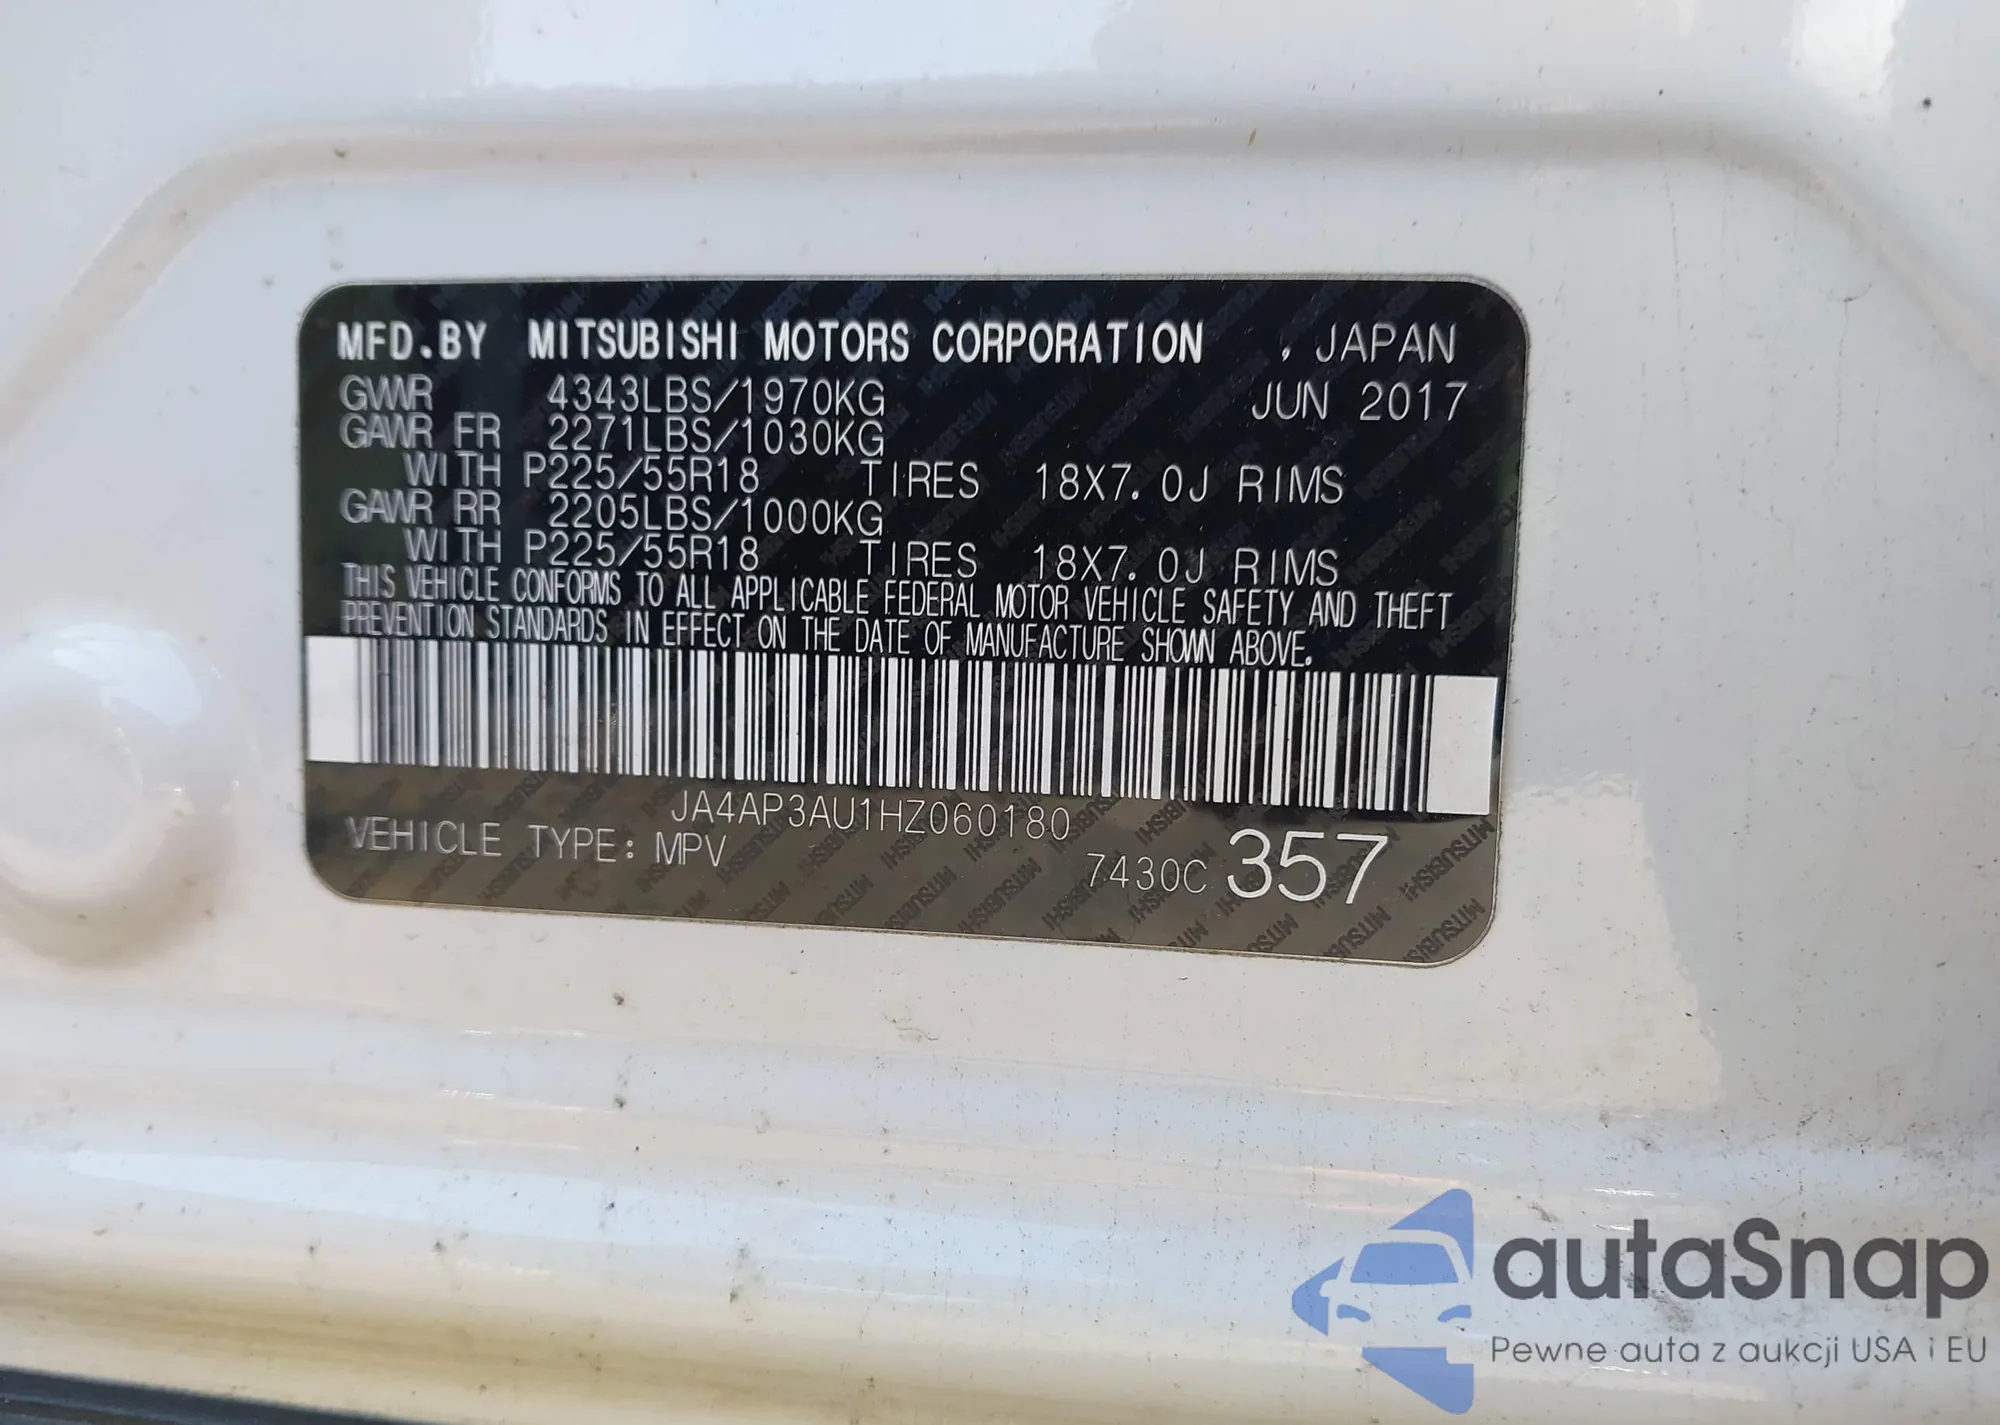 MFD.BY MITSUBISHI MOTORS CORPORATION , JAPAN
GVWR 4343LBS/1970KG JUN 2017
GAWR FR 2271LBS/1030KG
WITH P225/55R18 TIRES 18X7.0J RIMS
GAWR RR 2205LBS/1000KG
WITH P225/55R18 TIRES 18X7.0J RIMS
THIS VEHICLE CONFORMS TO ALL APPLICABLE FEDERAL MOTOR VEHICLE SAFETY AND THEFT
PREVENTION STANDARDS IN EFFECT ON THE DATE OF MANUFACTURE SHOWN ABOVE.
JA4AP3AU1HZ060180
VEHICLE TYPE: MPV 7430C 357
autaSnap
Pewne auta z aukcji USA i EU